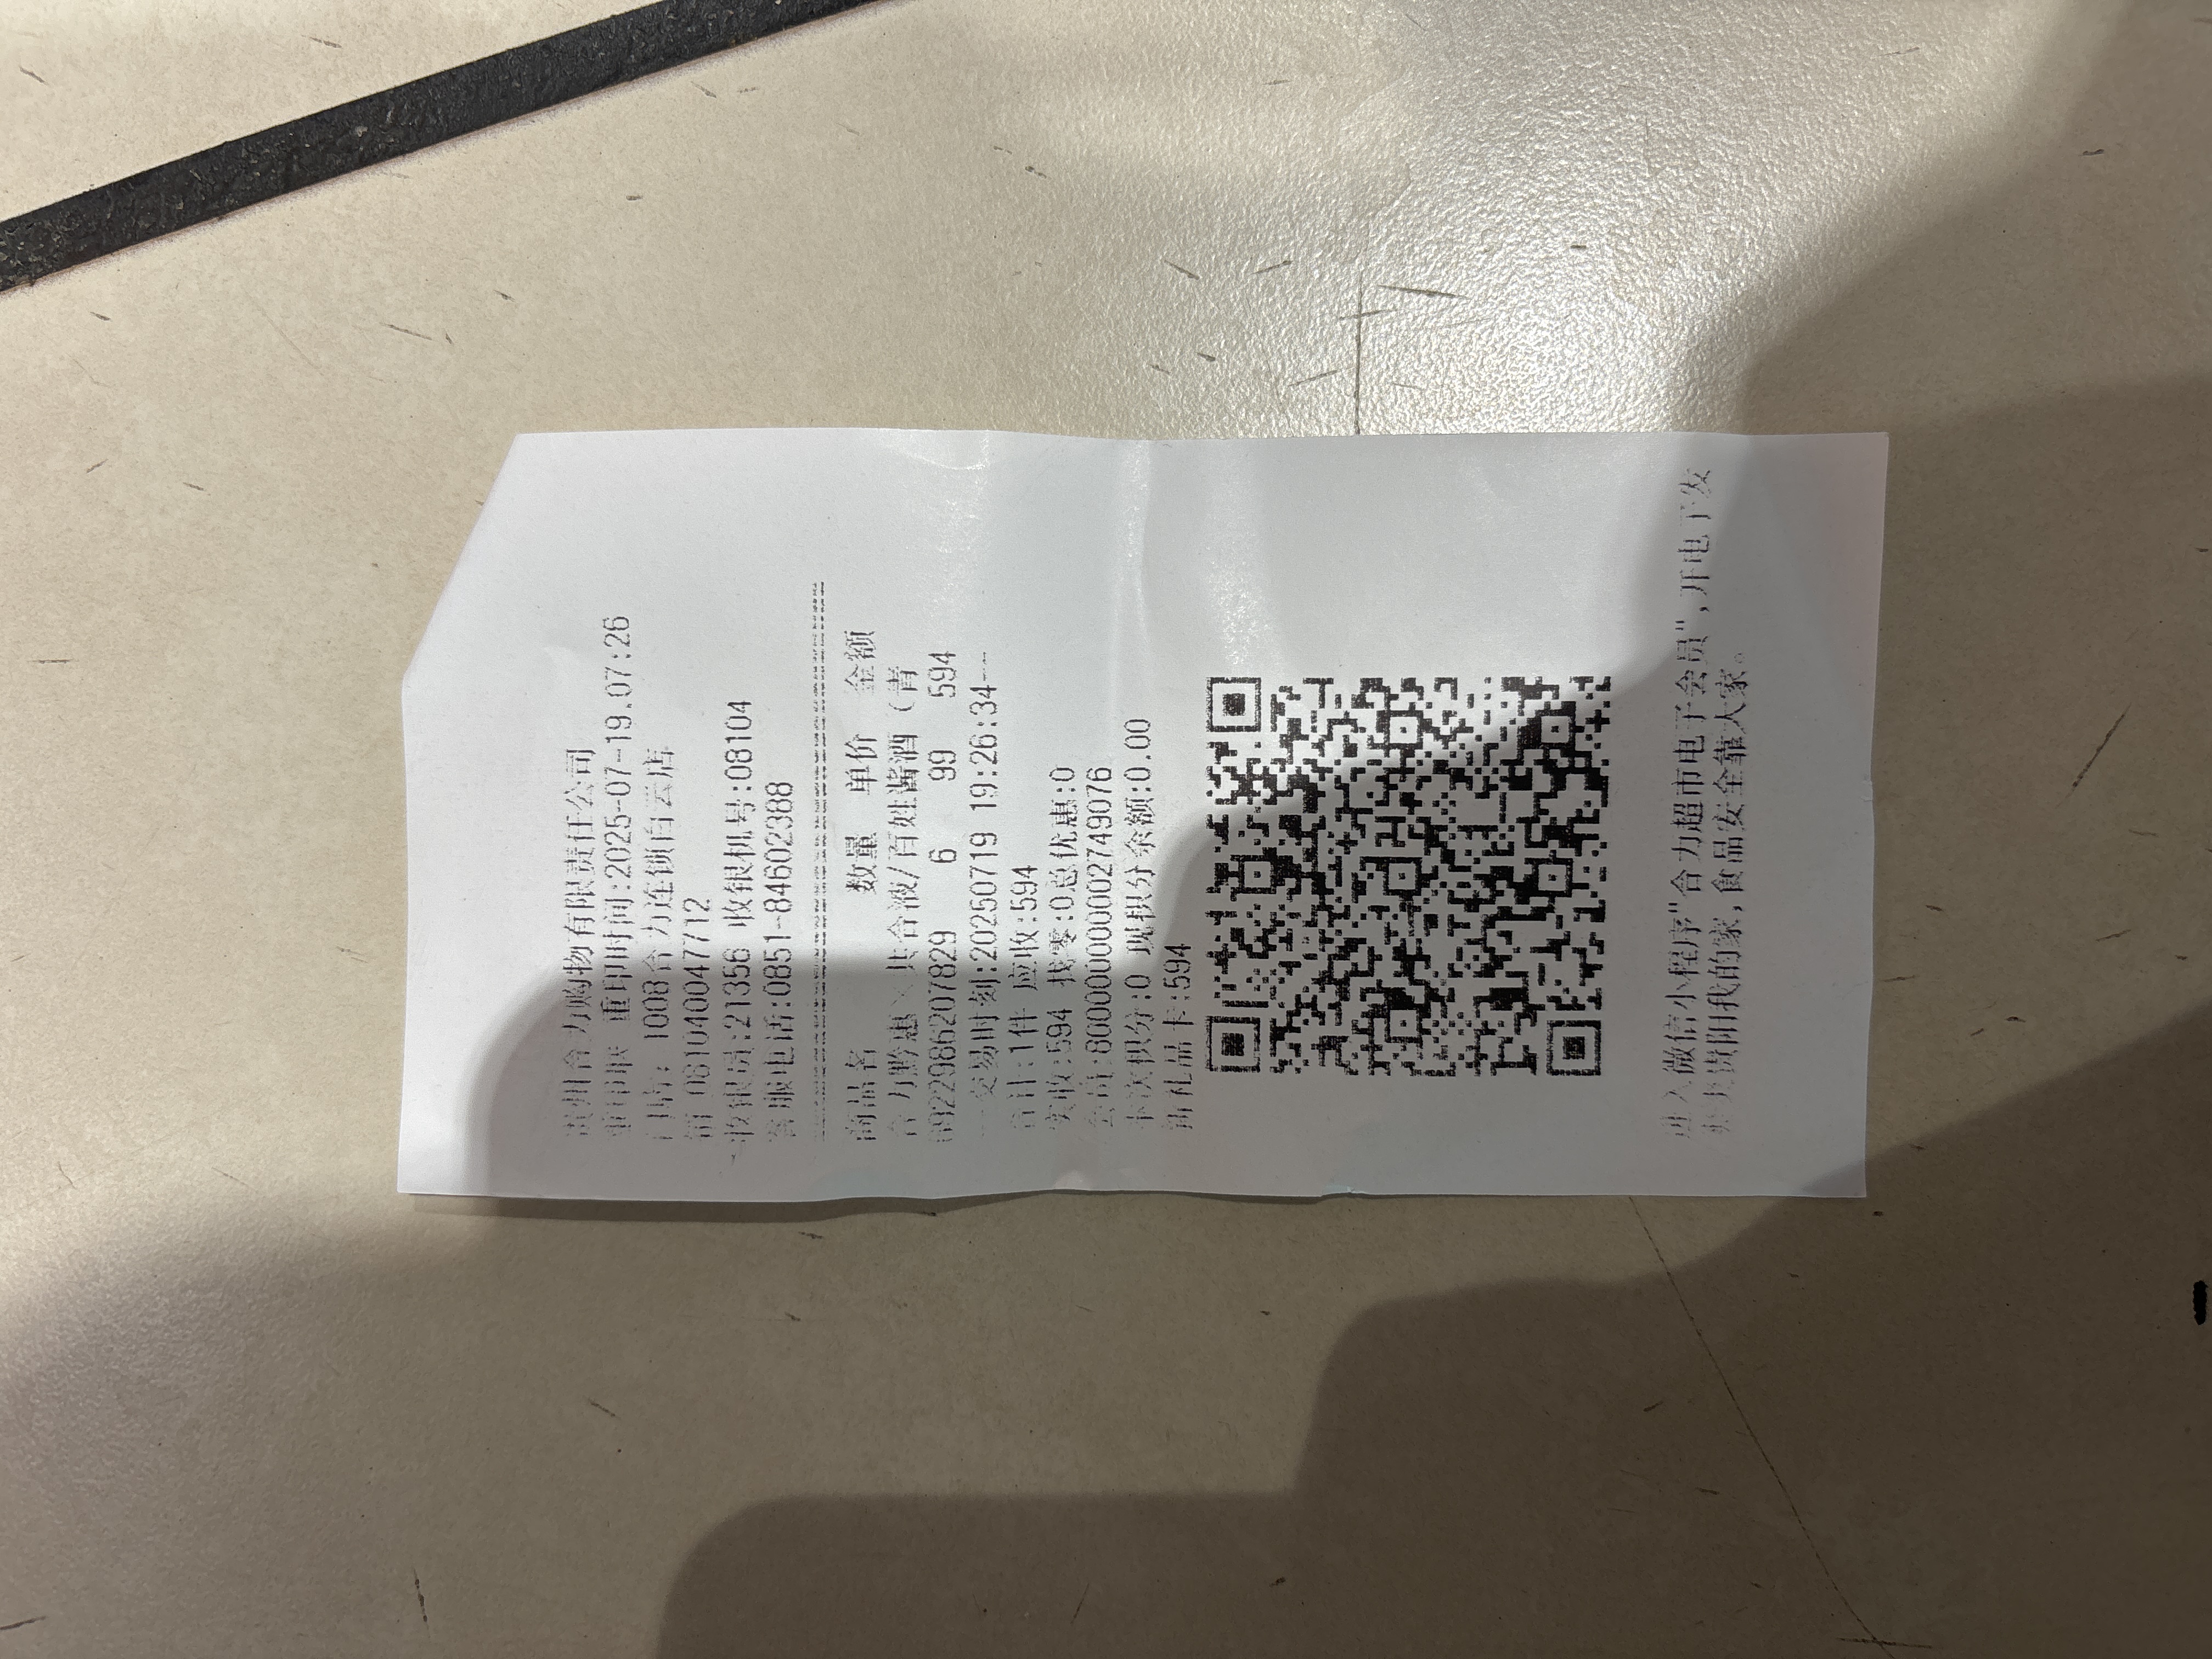 贵州合力购物有限责任公司
重印联 重印时间:2025-07-19.07:26
门店: 1008合力连锁白云店
081040047712
收银员:21356 收银机号:08104
客服电话:0851-84602388
商品名 数量 单价 金额
合力黔惠 共合液/百姓酱酒（青
6922986207829 6 99 594
交易时刻:20250719 19:26:34
合计:1件 应收:594
实收:594 找零:0总优惠:0
会员:8600000000002749076
本次积分:0 现积分余额:0.00
新礼品卡:594
进入微信小程序"合力超市电子会员",开电子发
票贵阳我的家,食品安全靠大家。